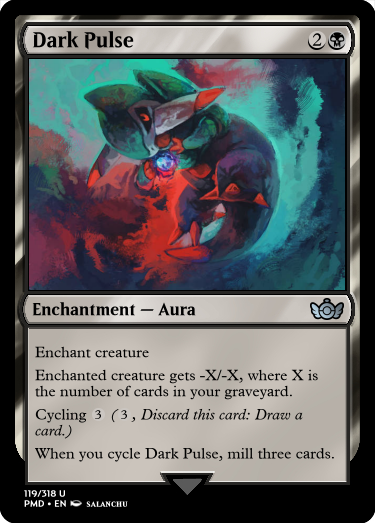 Dark Pulse 2
Enchantment — Aura
Enchant creature
Enchanted creature gets -X/-X, where X is
the number of cards in your graveyard.
Cycling 3 (3, Discard this card: Draw a
card.)
When you cycle Dark Pulse, mill three cards.
119/318 U
PMD • EN SALANCHU